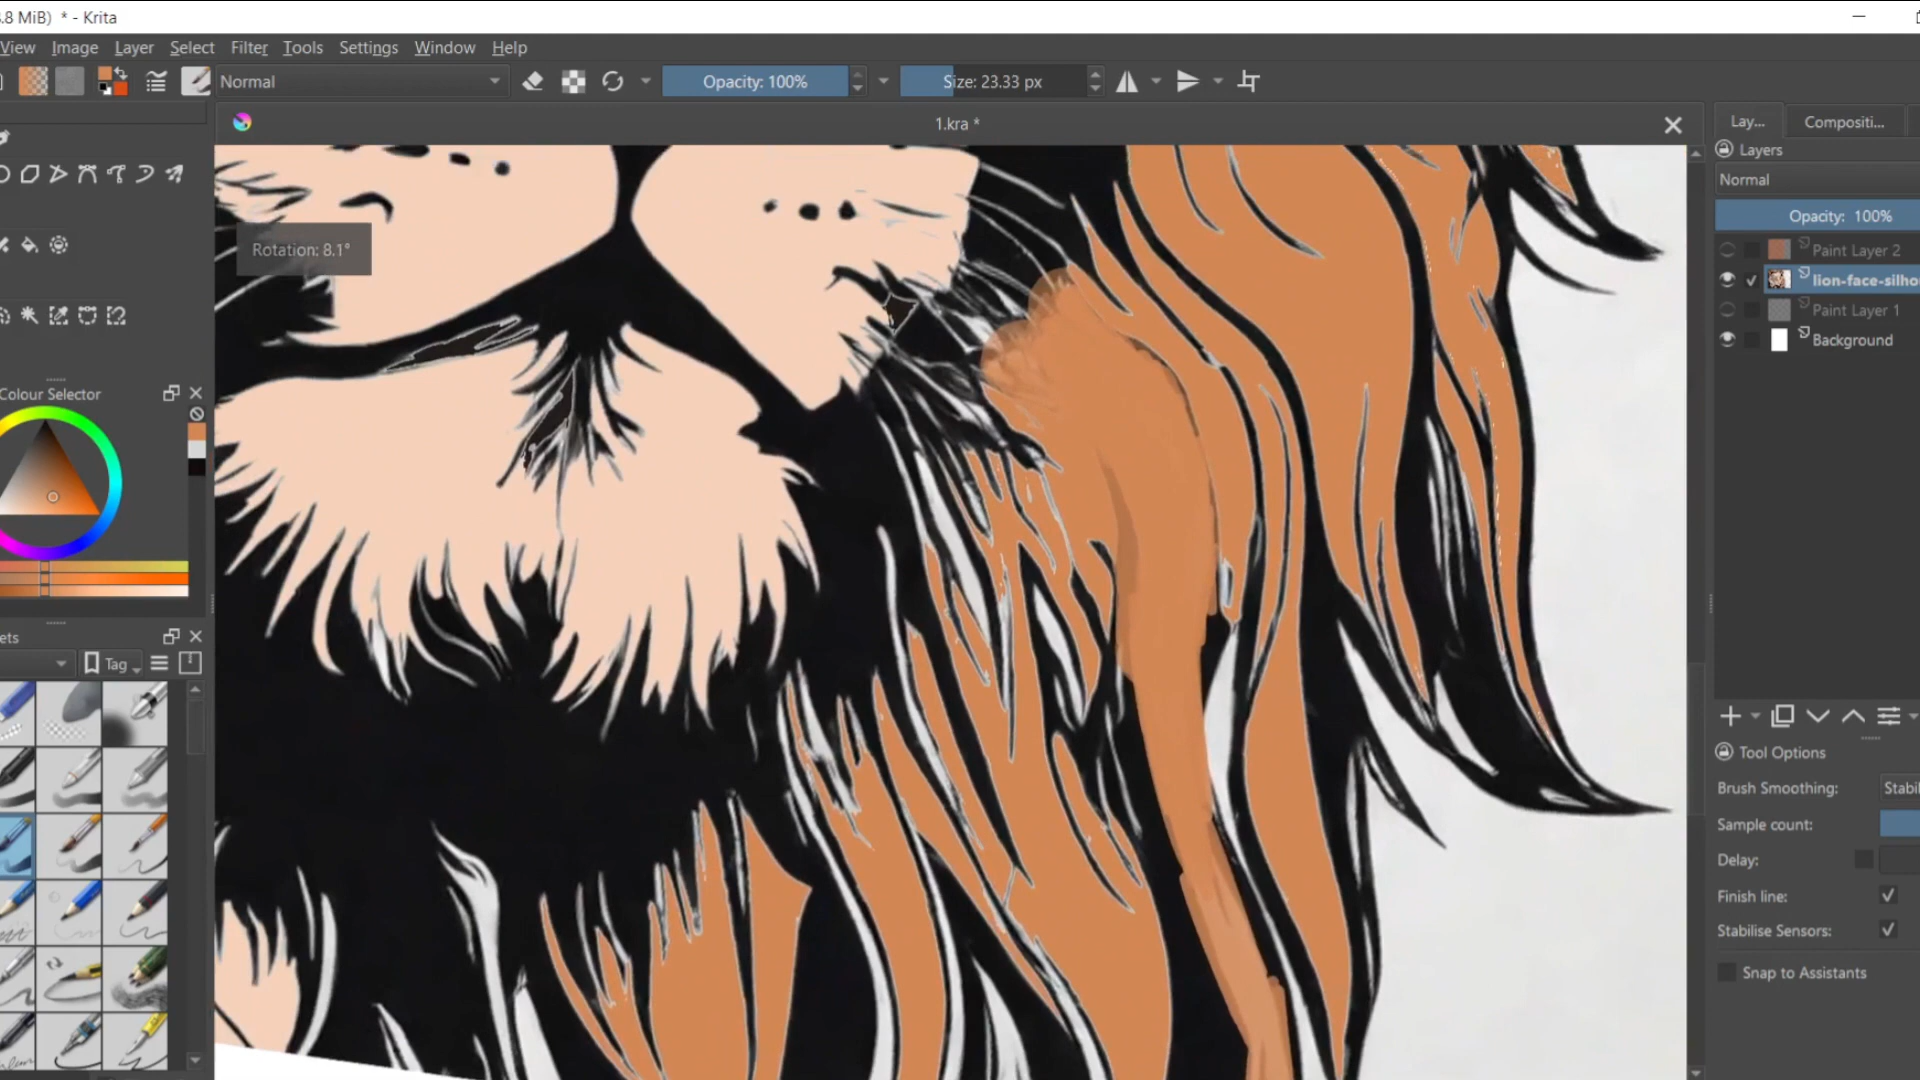 .8 MiB) * - Krita
View Image Layer Select Filter Tools Settings Window Help
Normal
Opacity: 100%
Size: 23.33 px
1.kra *
Lay...
Compositi...
Layers
Normal
Opacity: 100%
Rotation: 8.1°
Paint Layer 2
lion-face-silho
Paint Layer 1
Background
Colour Selector
ets
Tag
Tool Options
Brush Smoothing:
Stabil
Sample count:
Delay:
Finish line:
Stabilise Sensors:
Snap to Assistants